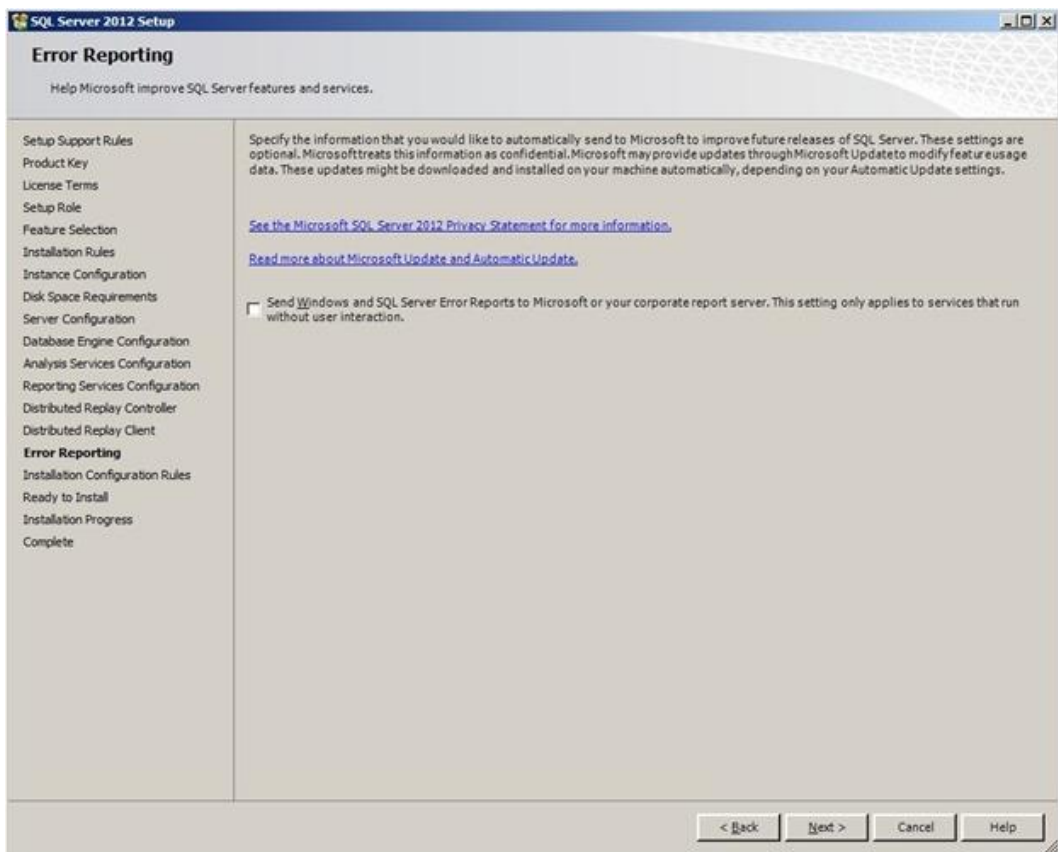 SQL Server 2012 Setup
Error Reporting
Help Microsoft improve SQL Server features and services.
Setup Support Rules
Product Key
License Terms
Setup Role
Feature Selection
Installation Rules
Instance Configuration
Disk Space Requirements
Server Configuration
Database Engine Configuration
Analysis Services Configuration
Reporting Services Configuration
Distributed Replay Controller
Distributed Replay Client
Error Reporting
Installation Configuration Rules
Ready to Install
Installation Progress
Complete
Specify the information that you would like to automatically send to Microsoft to improve future releases of SQL Server. These settings are
optional. Microsoft treats this information as confidential. Microsoft may provide updates through Microsoft Update to modify feature usage
data. These updates might be downloaded and installed on your machine automatically, depending on your Automatic Update settings.
See the Microsoft SQL Server 2012 Privacy Statement for more information.
Read more about Microsoft Update and Automatic Update.
Send Windows and SQL Server Error Reports to Microsoft or your corporate report server. This setting only applies to services that run
without user interaction.
< Back
Next >
Cancel
Help